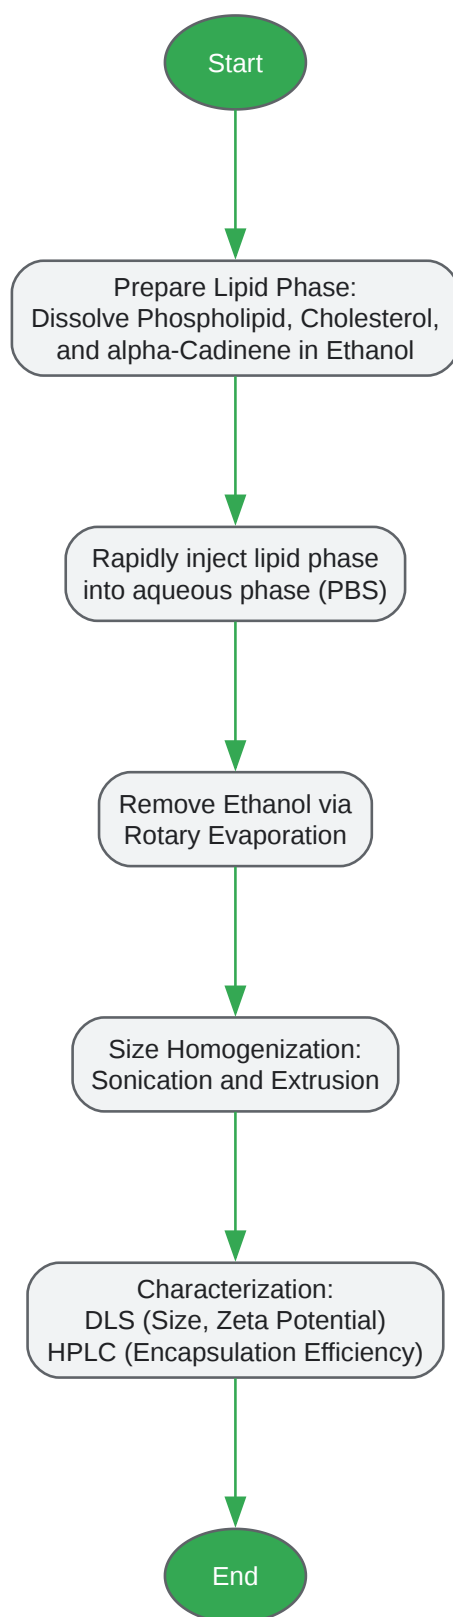 Start
Prepare Lipid Phase:
Dissolve Phospholipid, Cholesterol,
and alpha-Cadinene in Ethanol
Rapidly inject lipid phase
into aqueous phase (PBS)
Remove Ethanol via
Rotary Evaporation
Size Homogenization:
Sonication and Extrusion
Characterization:
DLS (Size, Zeta Potential)
HPLC (Encapsulation Efficiency)
End